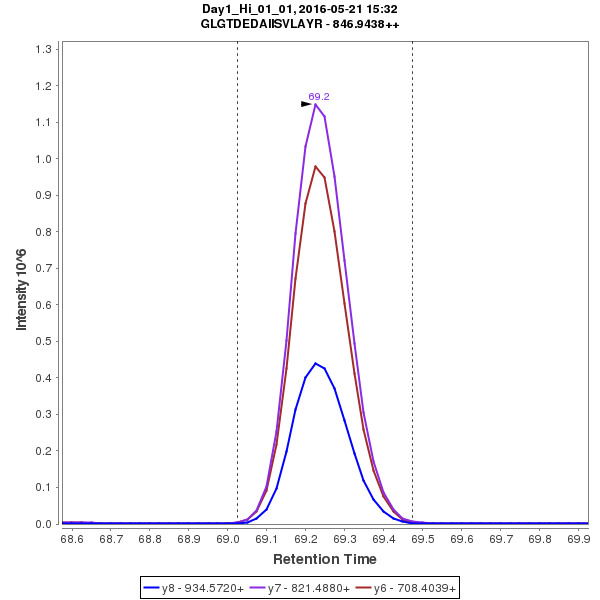 Day1_Hi_01_01, 2016-05-21 15:32
GLGTDEDAIISVLAYR - 846.9438++
69.2
1.3
1.2
1.1
1.0
0.9
0.8
0.7
0.6
0.5
0.4
0.3
0.2
0.1
0.0
Intensity 10^6
68.6 68.7 68.8 68.9 69.0 69.1 69.2 69.3 69.4 69.5 69.6 69.7 69.8 69.9
Retention Time
y8 - 934.5720+ y7 - 821.4880+ y6 - 708.4039+